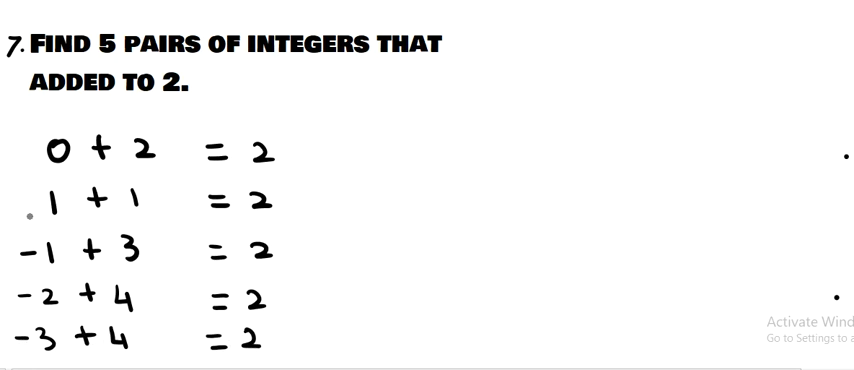 7. FIND 5 PAIRS OF INTEGERS THAT
ADDED TO 2.
0 + 2 = 2
1 + 1 = 2
-1 + 3 = 2
-2 + 4 = 2
-3 + 4 = 2
Activate Wind
Go to Settings to a